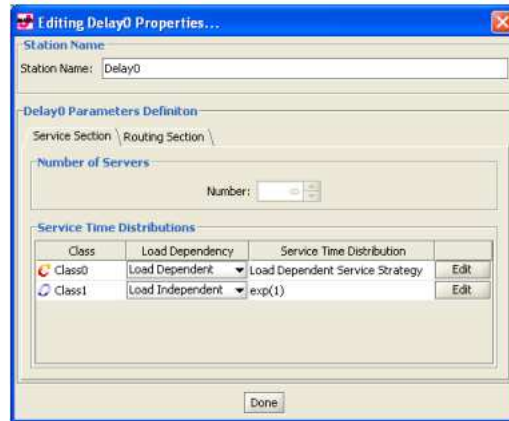 Editing Delay0 Properties...
Station Name
Station Name: Delay0
Delay0 Parameters Definiton
Service Section \ Routing Section \
Number of Servers
Number: ∞
Service Time Distributions
Class Load Dependency Service Time Distribution
Class0 Load Dependent Load Dependent Service Strategy Edit
Class1 Load Independent exp(1) Edit
Done